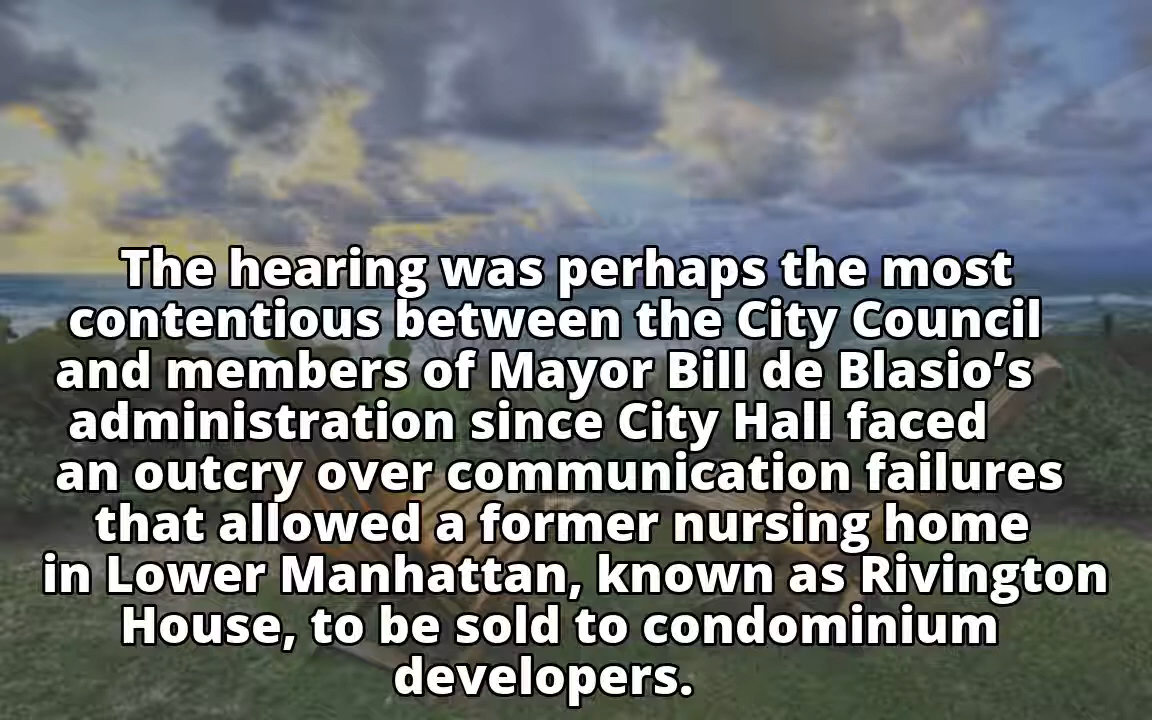 The hearing was perhaps the most
contentious between the City Council
and members of Mayor Bill de Blasio’s
administration since City Hall faced
an outcry over communication failures
that allowed a former nursing home
in Lower Manhattan, known as Rivington
House, to be sold to condominium
developers.